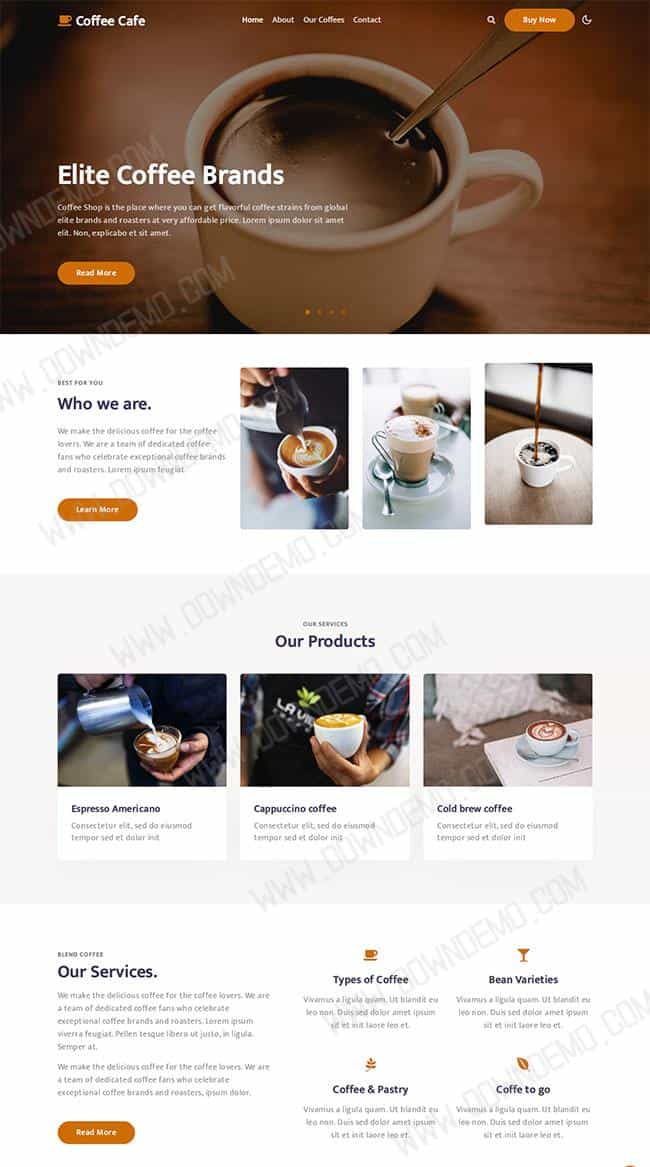 Coffee Cafe
Home About Our Coffees Contact
Buy Now
Elite Coffee Brands
Coffee Shop is the place where you can get flavorful coffee strains from global
elite brands and roasters at very affordable price. Lorem ipsum dolor sit amet
elit. Non, explicabo et sit amet.
Read More
BEST FOR YOU
Who we are.
We make the delicious coffee for the coffee
lovers. We are a team of dedicated coffee
fans who celebrate exceptional coffee brands
and roasters. Lorem ipsum feugiat.
Learn More
OUR SERVICES
Our Products
Espresso Americano
Consectetur elit, sed do eiusmod
tempor sed et dolor init
Cappuccino coffee
Consectetur elit, sed do eiusmod
tempor sed et dolor init
Cold brew coffee
Consectetur elit, sed do eiusmod
tempor sed et dolor init
BLEND COFFEE
Our Services.
We make the delicious coffee for the coffee lovers. We are
a team of dedicated coffee fans who celebrate
exceptional coffee brands and roasters. Lorem ipsum
viverra feugiat. Pellen tesque libero ut justo, in ligula.
Semper at.
We make the delicious coffee for the coffee lovers. We are
a team of dedicated coffee fans who celebrate
exceptional coffee brands and roasters, ipsum dolor.
Read More
Types of Coffee
Vivamus a ligula quam. Ut blandit eu
leo non. Duis sed dolor amet ipsum
sit et init laore leo et.
Bean Varieties
Vivamus a ligula quam. Ut blandit eu
leo non. Duis sed dolor amet ipsum
sit et init laore leo et.
Coffee & Pastry
Vivamus a ligula quam. Ut blandit eu
leo non. Duis sed dolor amet ipsum
sit et init laore leo et.
Coffe to go
Vivamus a ligula quam. Ut blandit eu
leo non. Duis sed dolor amet ipsum
sit et init laore leo et.
WWW.DOWNDEMO.COM